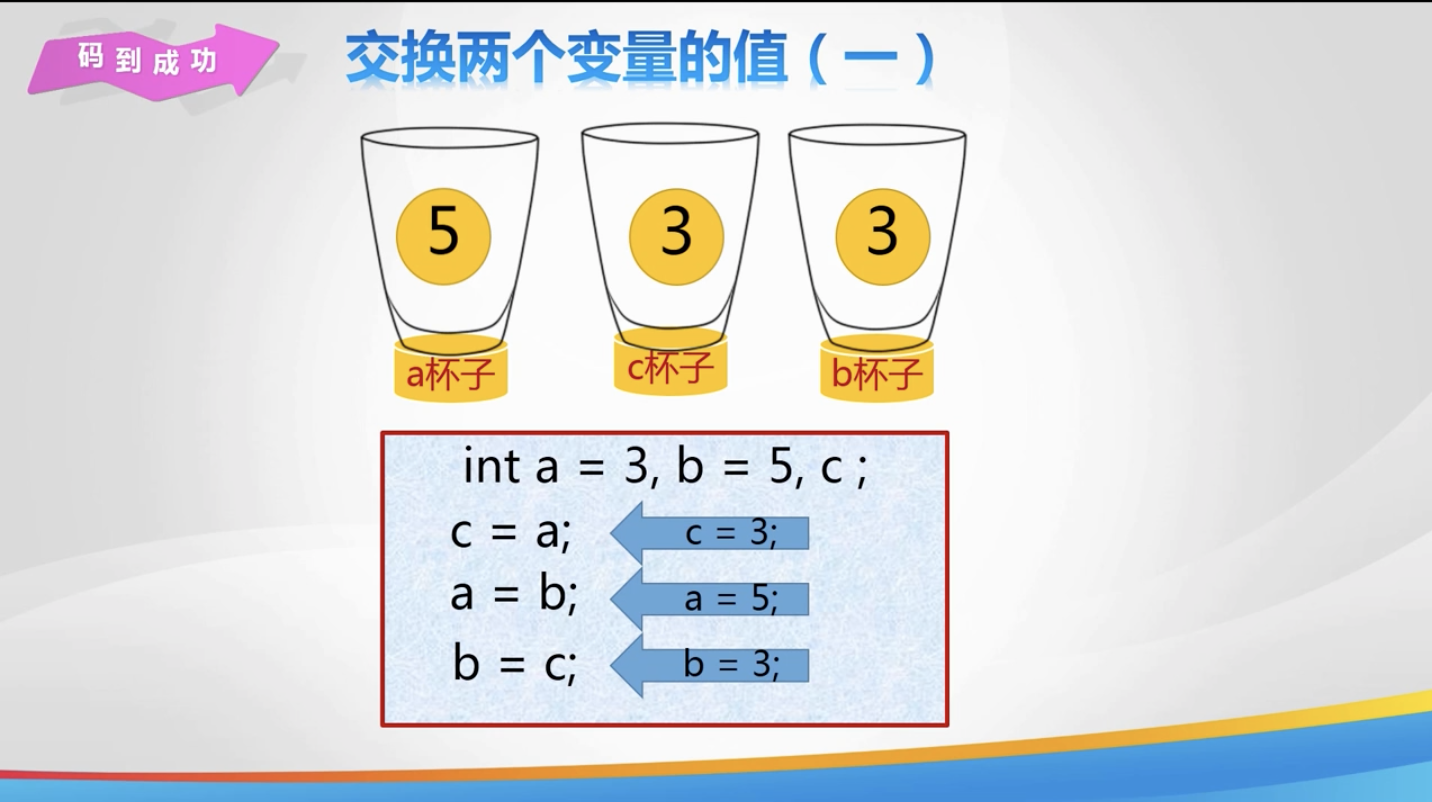 码到成功
交换两个变量的值(一)
5 3 3
a杯子 c杯子 b杯子
int a = 3, b = 5, c ;
c = a; c = 3;
a = b; a = 5;
b = c; b = 3;